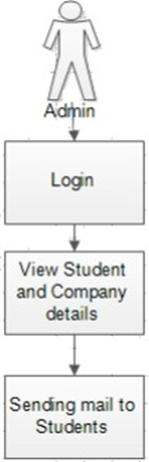 Admin
Login
View Student
and Company
details
Sending mail to
Students